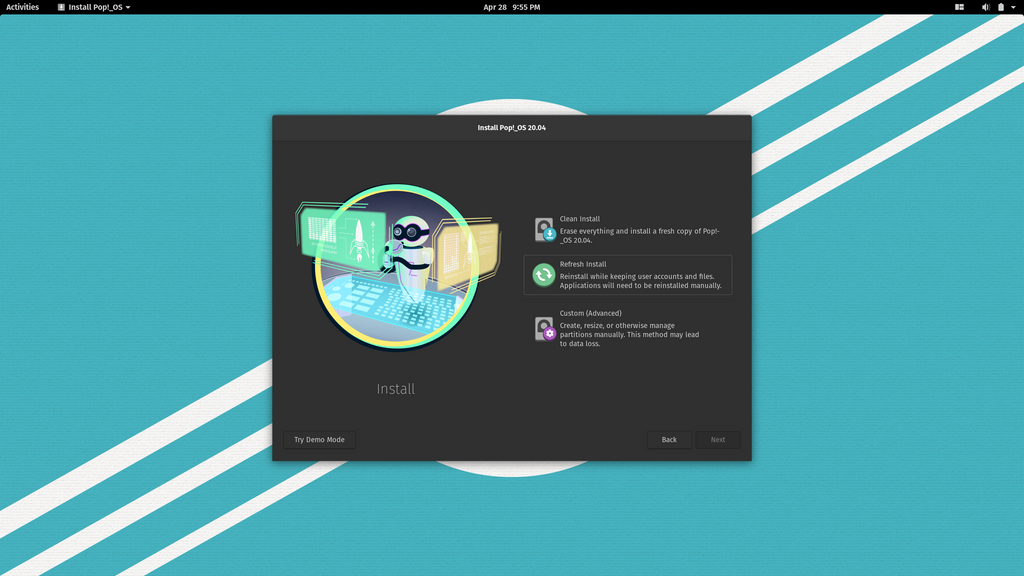 Activities
Install Pop!_OS
Apr 28 9:55 PM
Install Pop!_OS 20.04
Clean Install
Erase everything and install a fresh copy of Pop!-
_OS 20.04.
Refresh Install
Reinstall while keeping user accounts and files.
Applications will need to be reinstalled manually.
Custom (Advanced)
Create, resize, or otherwise manage
partitions manually. This method may lead
to data loss.
Install
Try Demo Mode
Back
Next